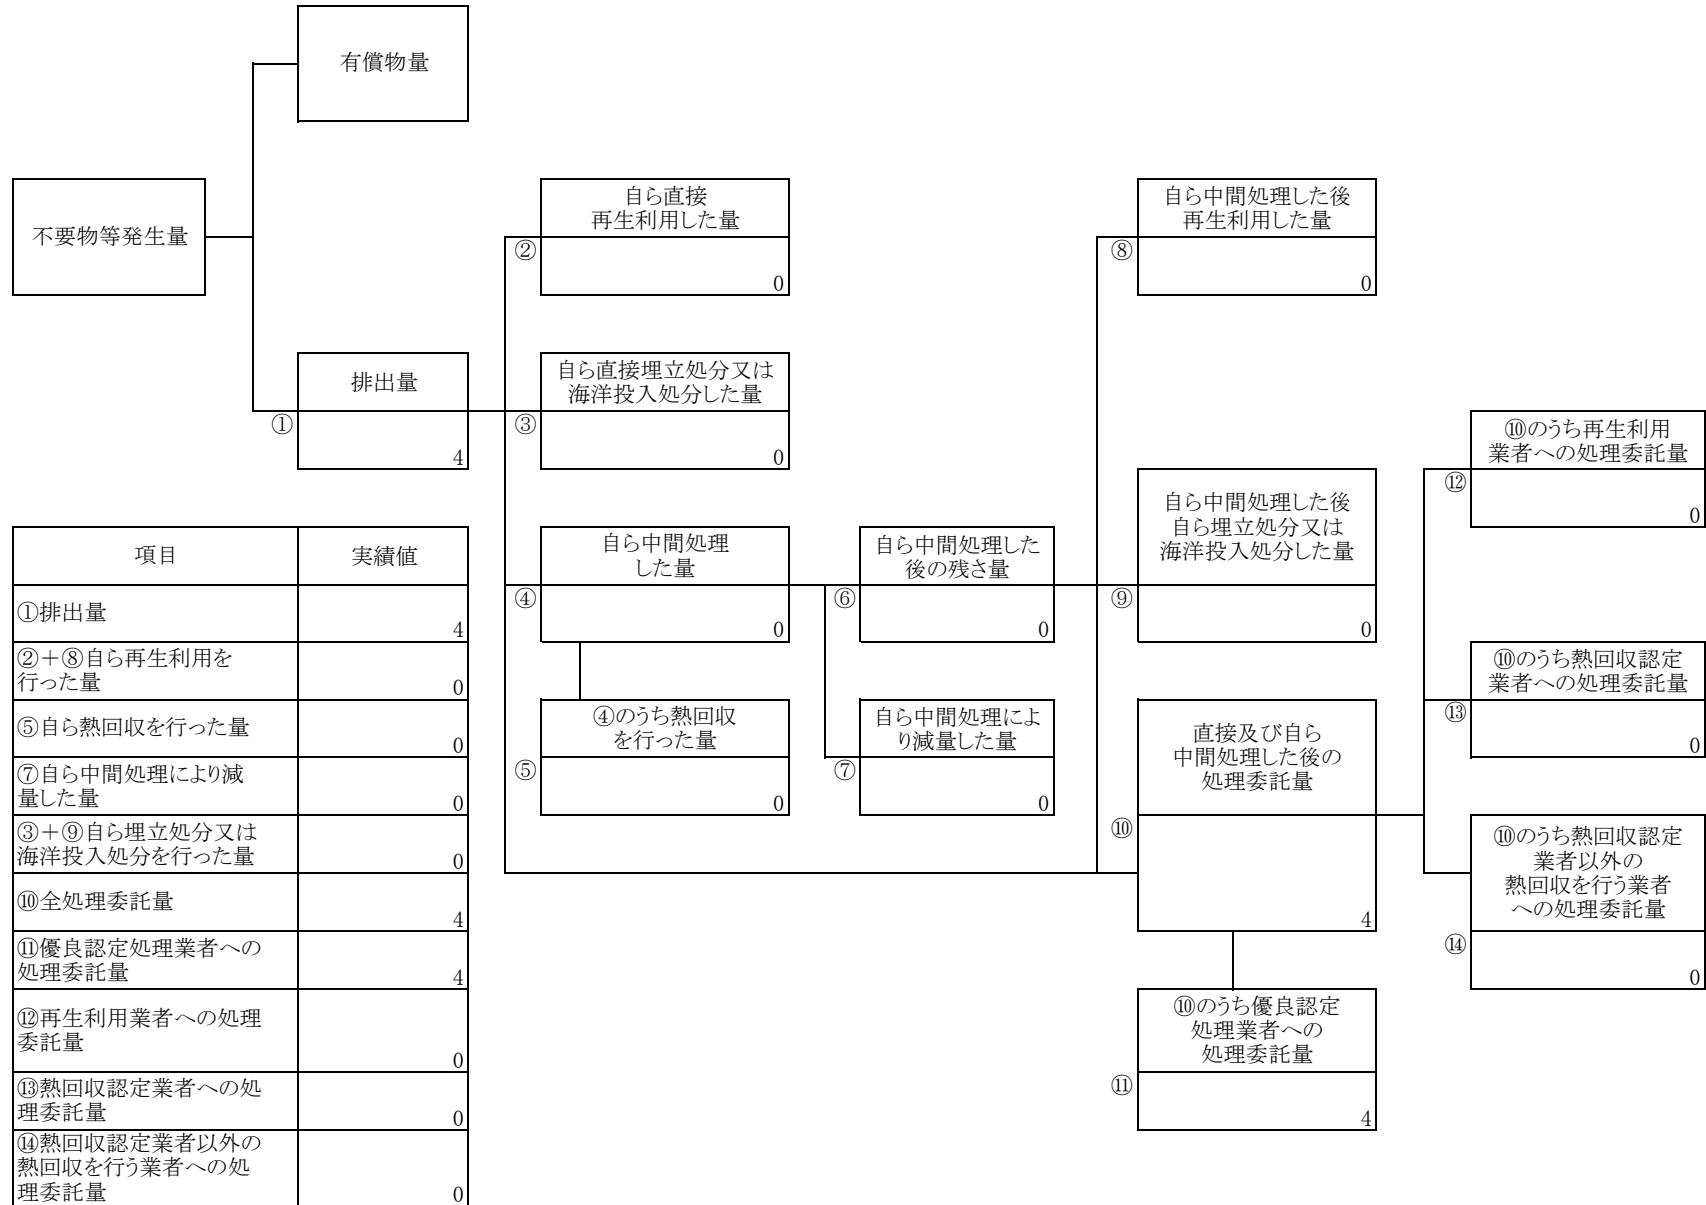 有償物量
不要物等発生量
自ら直接
再生利用した量
②
0
自ら中間処理した後
再生利用した量
⑧
0
排出量
①
4
自ら直接埋立処分又は
海洋投入処分した量
③
0
⑩のうち再生利用
業者への処理委託量
⑫
0
自ら中間処理
した量
④
0
自ら中間処理した
後の残さ量
⑥
0
自ら中間処理した後
自ら埋立処分又は
海洋投入処分した量
⑨
0
⑩のうち熱回収認定
業者への処理委託量
⑬
0
④のうち熱回収
を行った量
⑤
0
自ら中間処理によ
り減量した量
⑦
0
直接及び自ら
中間処理した後の
処理委託量
⑩
4
⑩のうち熱回収認定
業者以外の
熱回収を行う業者
への処理委託量
⑭
0
⑩のうち優良認定
処理業者への
処理委託量
⑪
4
項目 実績値
①排出量
4
②+⑧自ら再生利用を
行った量
0
⑤自ら熱回収を行った量
0
⑦自ら中間処理により減
量した量
0
③+⑨自ら埋立処分又は
海洋投入処分を行った量
0
⑩全処理委託量
4
⑪優良認定処理業者への
処理委託量
4
⑫再生利用業者への処理
委託量
0
⑬熱回収認定業者への処
理委託量
0
⑭熱回収認定業者以外の
熱回収を行う業者への処
理委託量
0